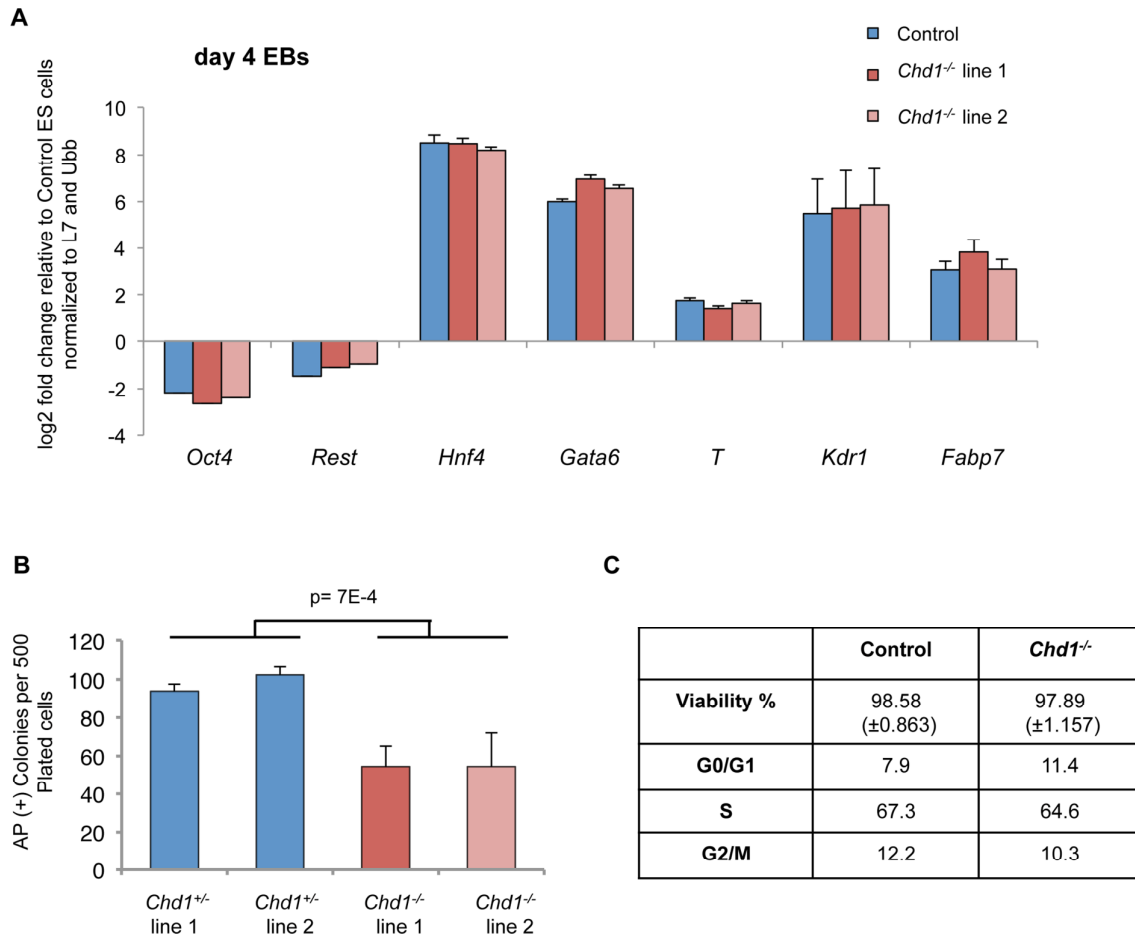 A
day 4 EBs
Control
Chd1-/- line 1
Chd1-/- line 2
log2 fold change relative to Control ES cells
normalized to L7 and Ubb
10
8
6
4
2
0
-2
-4
Oct4
Rest
Hnf4
Gata6
T
Kdr1
Fabp7
B
p= 7E-4
AP (+) Colonies per 500
Plated cells
120
100
80
60
40
20
0
Chd1+/-
line 1
Chd1+/-
line 2
Chd1-/-
line 1
Chd1-/-
line 2
C
Control Chd1-/-
Viability % 98.58 (±0.863) 97.89 (±1.157)
G0/G1 7.9 11.4
S 67.3 64.6
G2/M 12.2 10.3